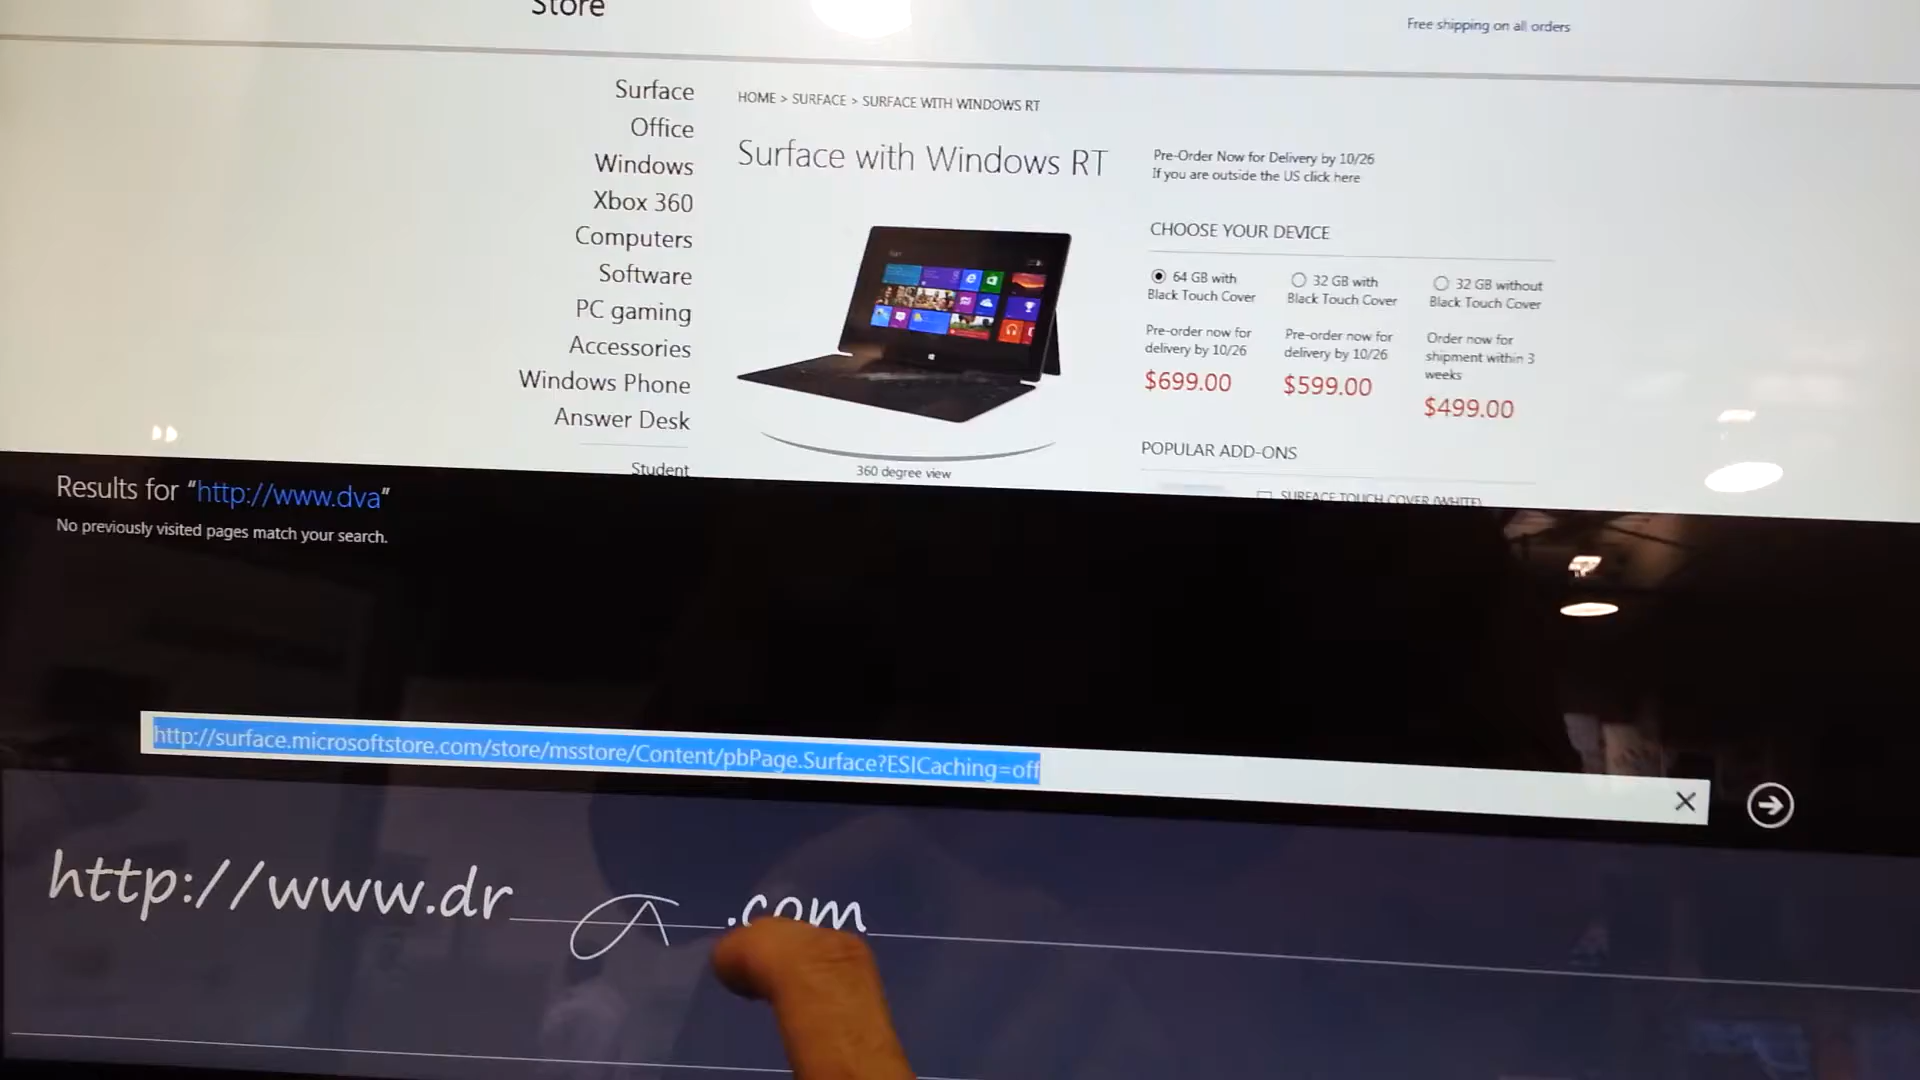 Store
Free shipping on all orders
Surface
Office
Windows
Xbox 360
Computers
Software
PC gaming
Accessories
Windows Phone
Answer Desk
Student
HOME > SURFACE > SURFACE WITH WINDOWS RT
Surface with Windows RT
360 degree view
Pre-Order Now for Delivery by 10/26
If you are outside the US click here
CHOOSE YOUR DEVICE
64 GB with
Black Touch Cover
Pre-order now for
delivery by 10/26
$699.00
32 GB with
Black Touch Cover
Pre-order now for
delivery by 10/26
$599.00
32 GB without
Black Touch Cover
Order now for
shipment within 3
weeks
$499.00
POPULAR ADD-ONS
SURFACE TOUCH COVER (WHITE)
Results for "http://www.dva"
No previously visited pages match your search.
http://surface.microsoftstore.com/store/msstore/Content/pbPage.Surface?ESICaching=off
http://www.dr a .com